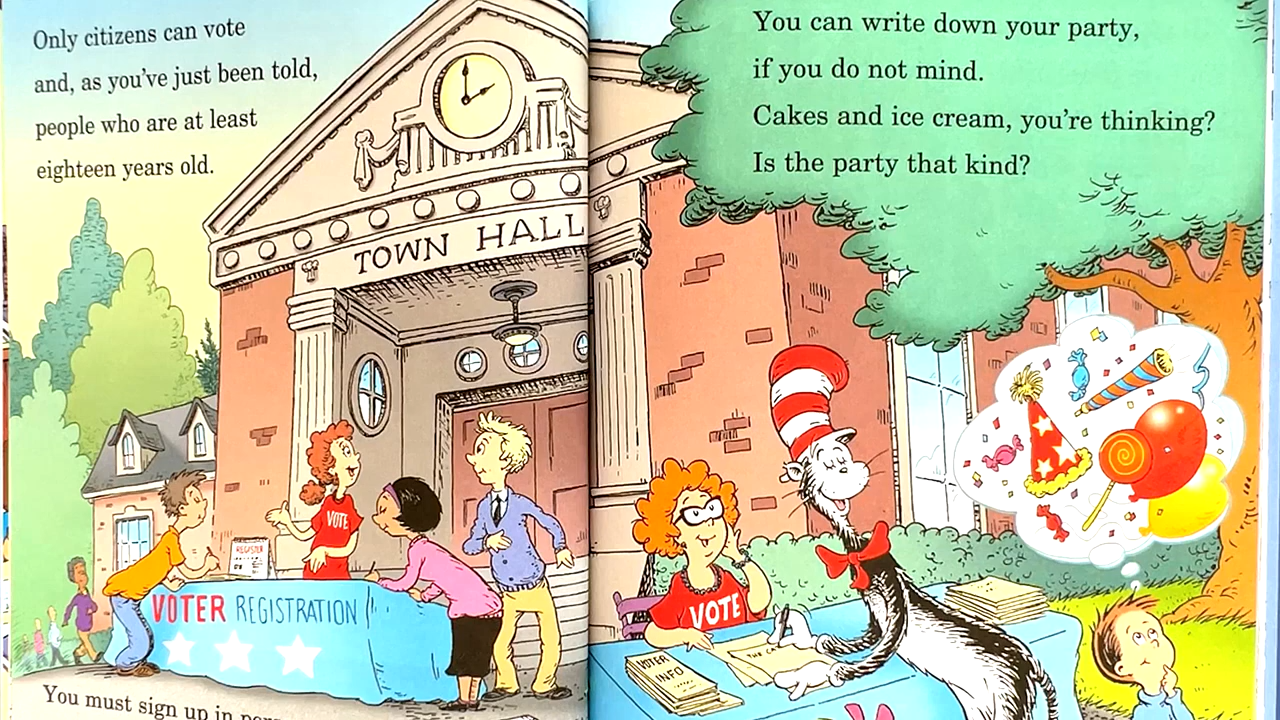 Only citizens can vote
and, as you've just been told,
people who are at least
eighteen years old.
TOWN HALL
VOTE
REGISTER
VOTER REGISTRATION
You must sign up in
You can write down your party,
if you do not mind.
Cakes and ice cream, you're thinking?
Is the party that kind?
VOTE
VOTER
INFO
THE CA